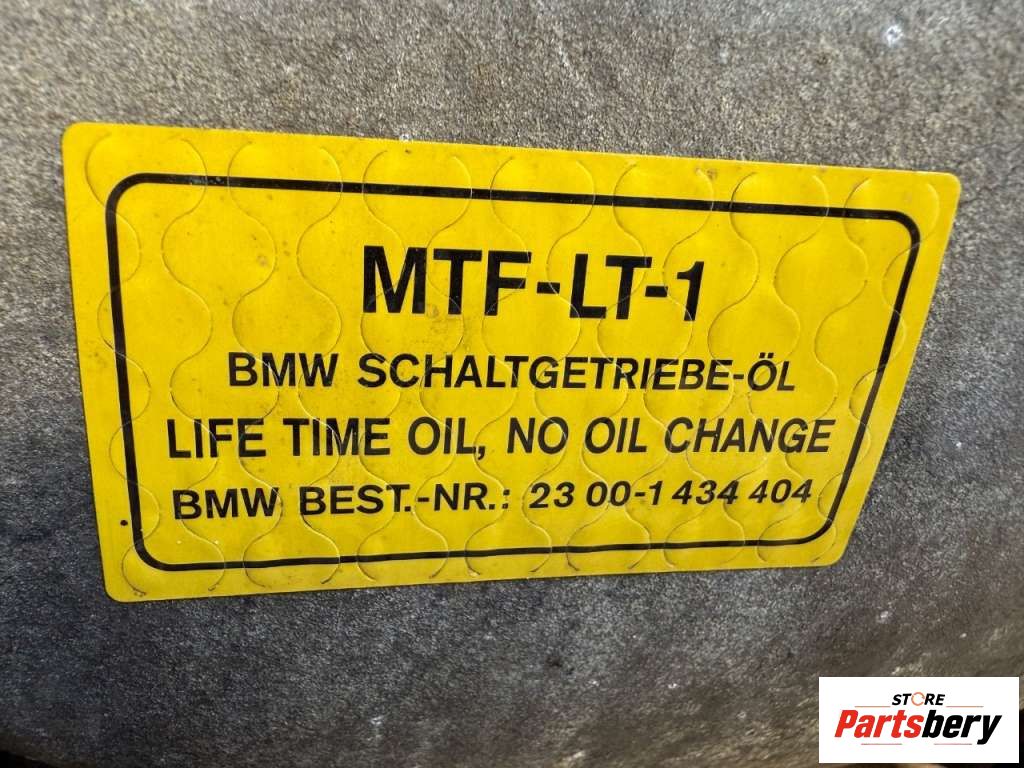 MTF-LT-1
BMW SCHALTGETRIEBE-ÖL
LIFE TIME OIL, NO OIL CHANGE
BMW BEST.-NR.: 23 00-1 434 404
STORE
Partsbery